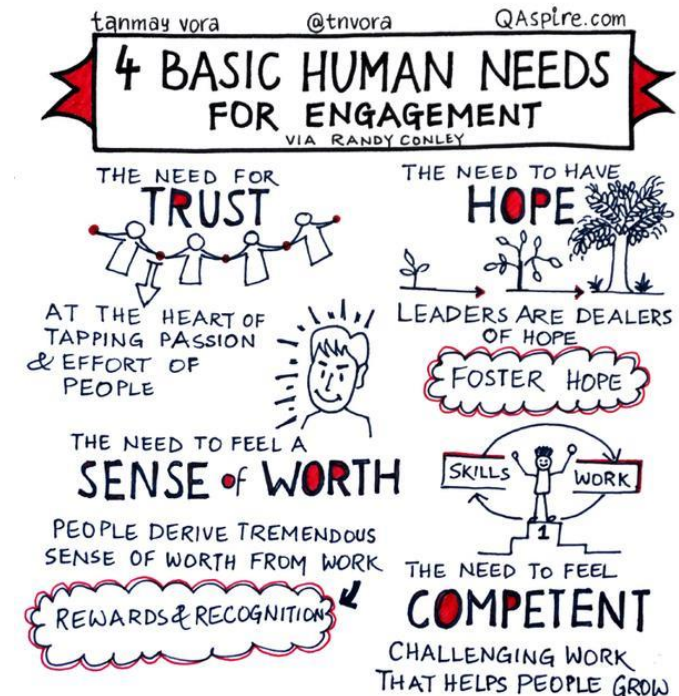 tanmay vora @tnvora QAspire.com
4 BASIC HUMAN NEEDS
FOR ENGAGEMENT
VIA RANDY CONLEY
THE NEED FOR
TRUST
AT THE HEART OF
TAPPING PASSION
& EFFORT OF
PEOPLE
THE NEED TO HAVE
HOPE
LEADERS ARE DEALERS
OF HOPE
FOSTER HOPE
THE NEED TO FEEL A
SENSE of WORTH
PEOPLE DERIVE TREMENDOUS
SENSE OF WORTH FROM WORK
REWARDS & RECOGNITION
SKILLS WORK
1
THE NEED TO FEEL
COMPETENT
CHALLENGING WORK
THAT HELPS PEOPLE GROW